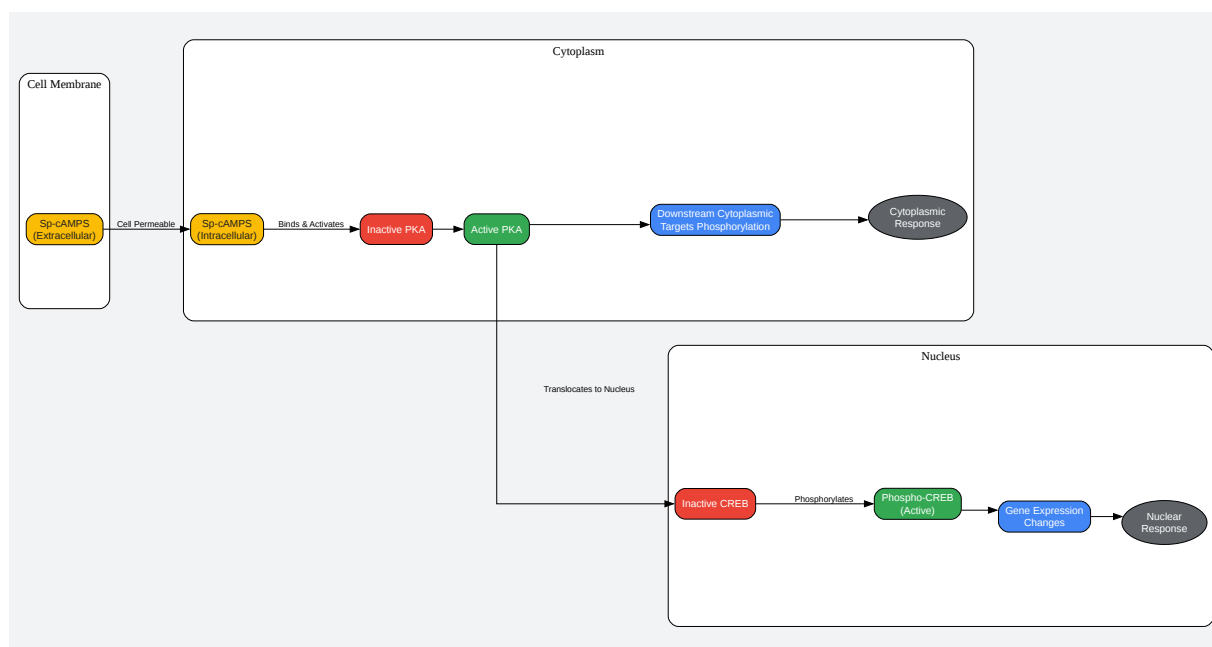 Cytoplasm
Cell Membrane
Sp-cAMPS
(Extracellular)
Cell Permeable
Sp-cAMPS
(Intracellular)
Binds & Activates
Inactive PKA
Active PKA
Downstream Cytoplasmic
Targets Phosphorylation
Cytoplasmic
Response
Nucleus
Translocates to Nucleus
Inactive CREB
Phosphorylates
Phospho-CREB
(Active)
Gene Expression
Changes
Nuclear
Response